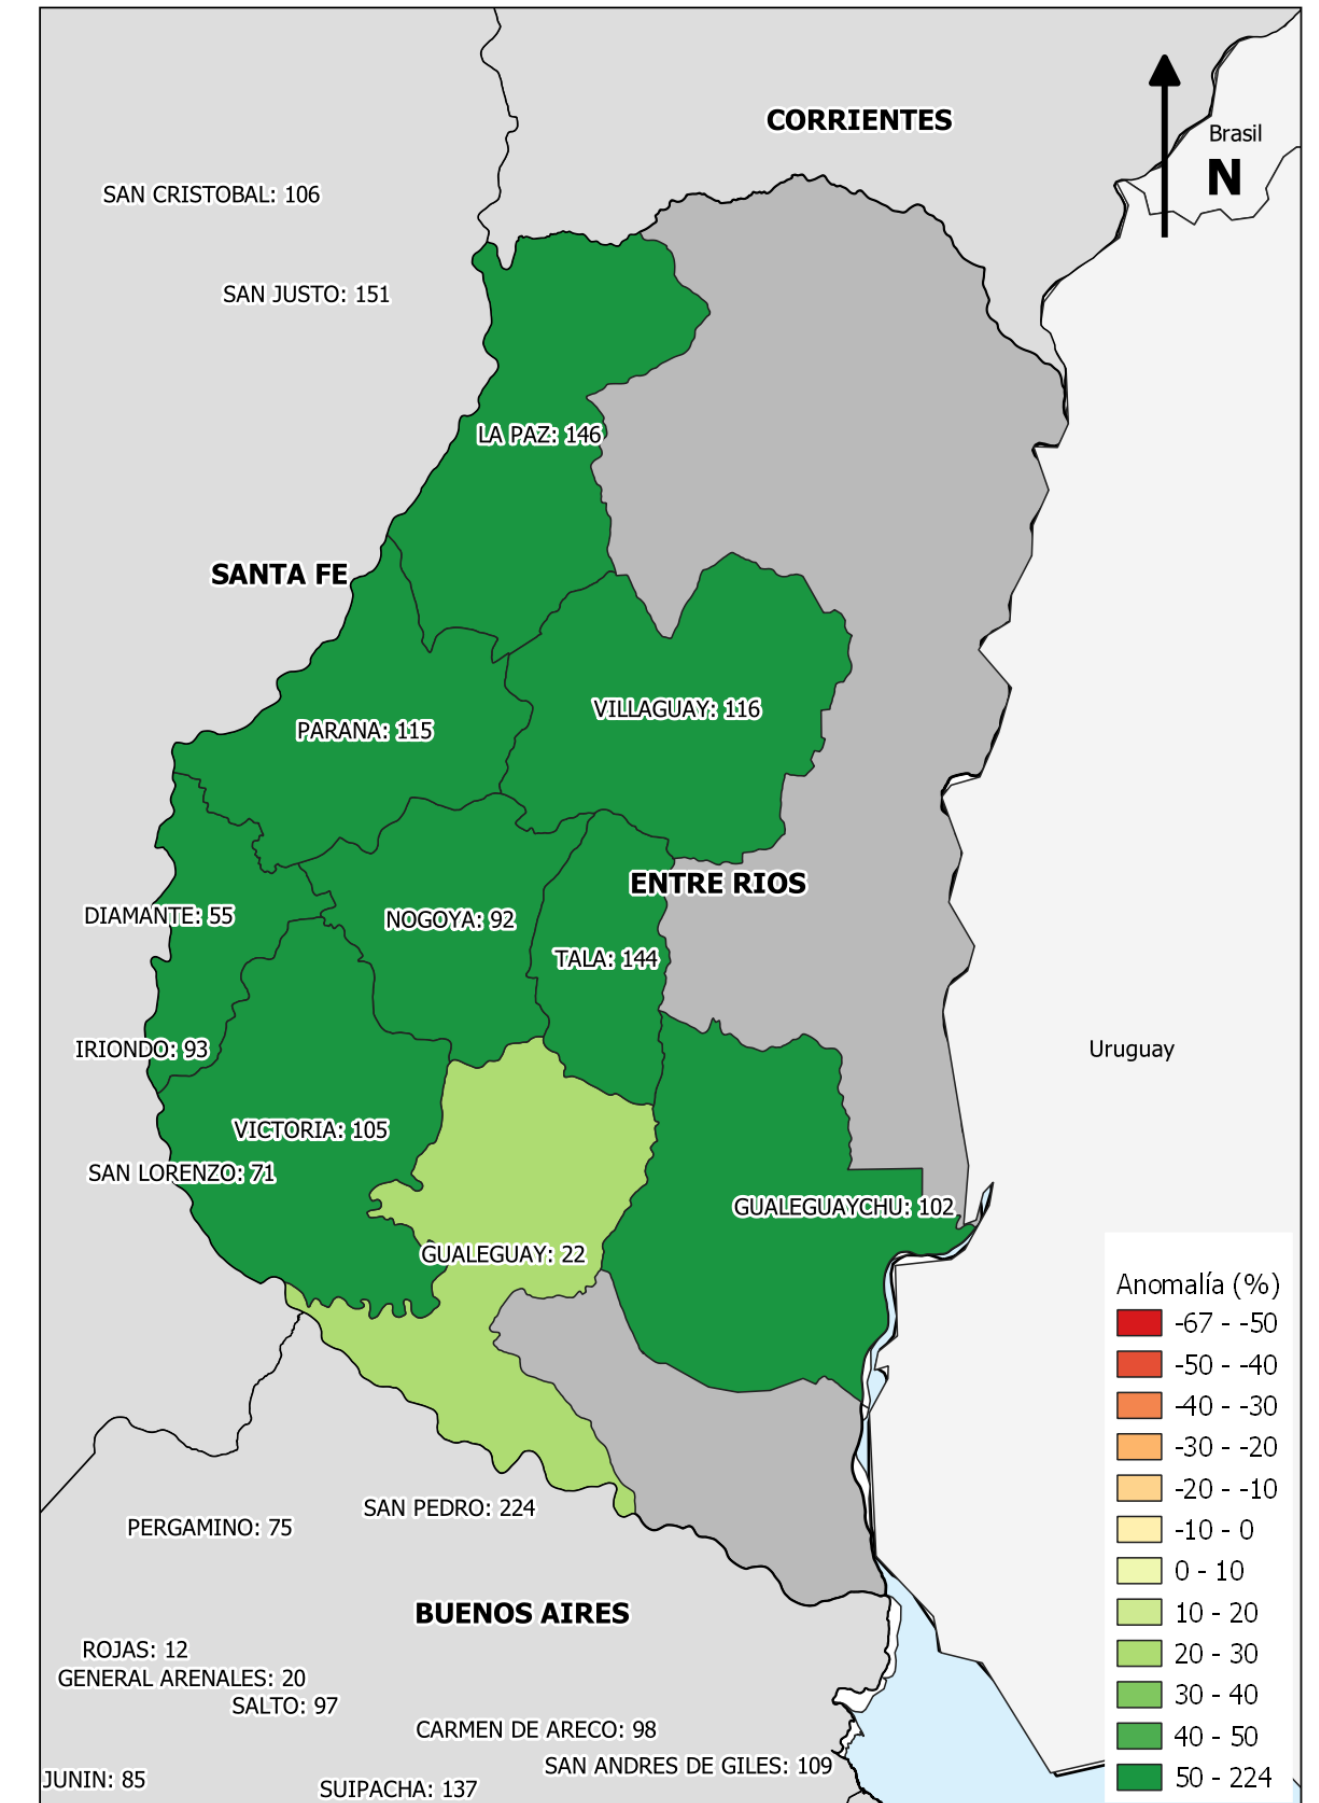 CORRIENTES
Brasil
N
SAN CRISTOBAL: 106
SAN JUSTO: 151
LA PAZ: 146
SANTA FE
VILLAGUAY: 116
PARANA: 115
ENTRE RIOS
DIAMANTE: 55
NOGOYA: 92
TALA: 144
IRIONDO: 93
Uruguay
VICTORIA: 105
SAN LORENZO: 71
GUALEGUAYCHU: 102
GUALEGUAY: 22
Anomalía (%)
-67 - -50
-50 - -40
-40 - -30
-30 - -20
-20 - -10
-10 - 0
0 - 10
10 - 20
20 - 30
30 - 40
40 - 50
50 - 224
SAN PEDRO: 224
PERGAMINO: 75
BUENOS AIRES
ROJAS: 12
GENERAL ARENALES: 20
SALTO: 97
CARMEN DE ARECO: 98
SAN ANDRES DE GILES: 109
JUNIN: 85
SUIPACHA: 137